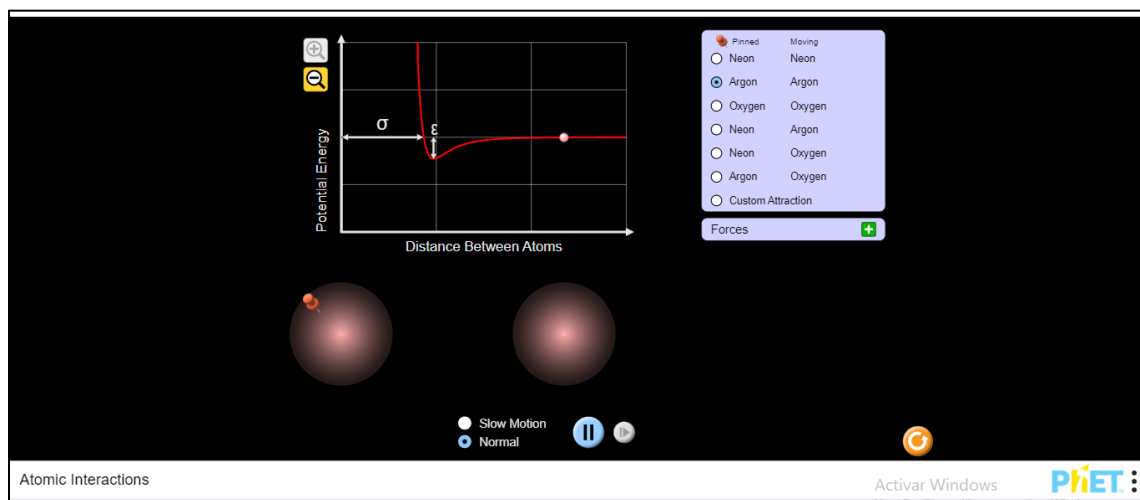 Pinned Moving
Neon Neon
Argon Argon
Oxygen Oxygen
Neon Argon
Neon Oxygen
Argon Oxygen
Custom Attraction
Forces
σ
ε
Potential Energy
Distance Between Atoms
Slow Motion
Normal
Atomic Interactions
Activar Windows
PhET